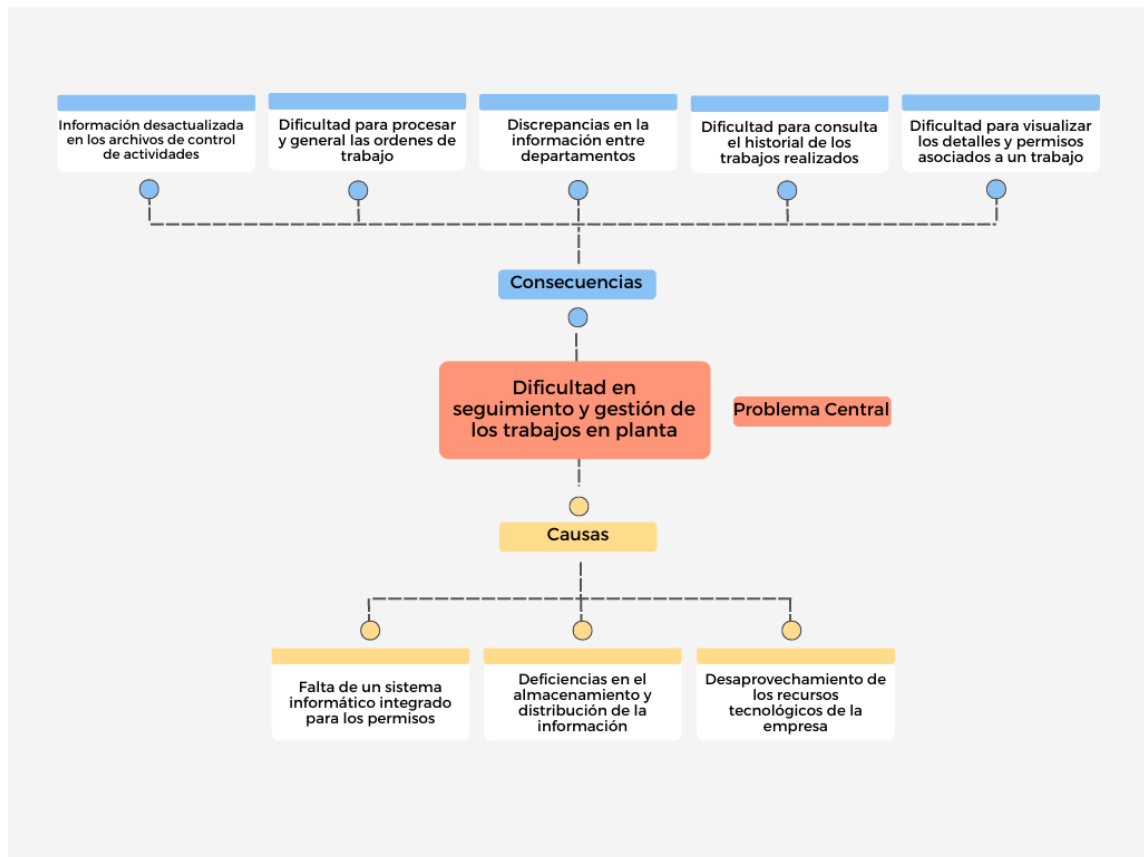 Información desactualizada
en los archivos de control
de actividades
Dificultad para procesar
y general las ordenes de
trabajo
Discrepancias en la
información entre
departamentos
Dificultad para consulta
el historial de los
trabajos realizados
Dificultad para visualizar
los detalles y permisos
asociados a un trabajo
Consecuencias
Dificultad en
seguimiento y gestión de
los trabajos en planta
Problema Central
Causas
Falta de un sistema
informático integrado
para los permisos
Deficiencias en el
almacenamiento y
distribución de la
información
Desaprovechamiento de
los recursos
tecnológicos de la
empresa